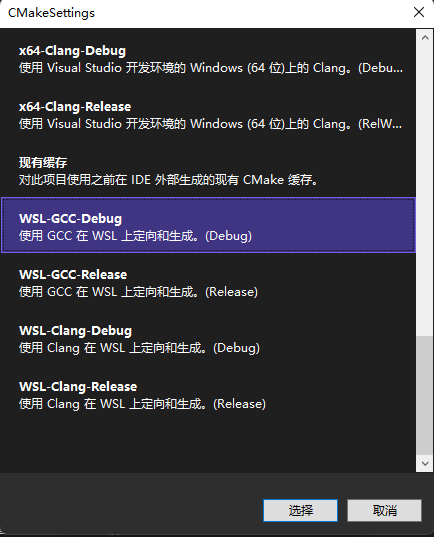 CMakeSettings
x64-Clang-Debug
使用 Visual Studio 开发环境的 Windows (64 位)上的 Clang。(Debu...
x64-Clang-Release
使用 Visual Studio 开发环境的 Windows (64 位)上的 Clang。(RelW...
现有缓存
对此项目使用之前在 IDE 外部生成的现有 CMake 缓存。
WSL-GCC-Debug
使用 GCC 在 WSL 上定向和生成。(Debug)
WSL-GCC-Release
使用 GCC 在 WSL 上定向和生成。(Release)
WSL-Clang-Debug
使用 Clang 在 WSL 上定向和生成。(Debug)
WSL-Clang-Release
使用 Clang 在 WSL 上定向和生成。(Release)
选择 取消